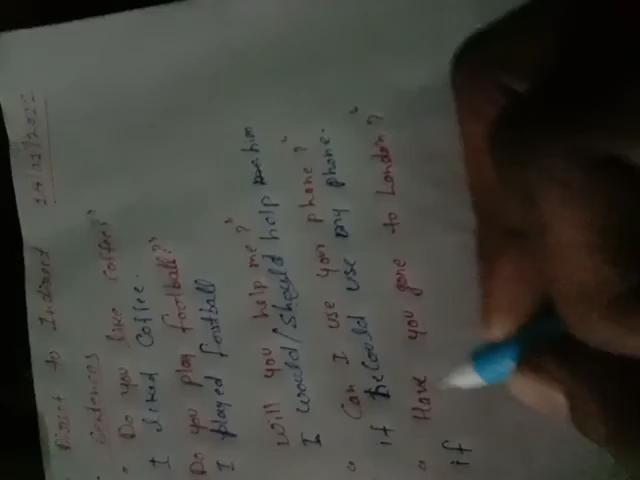 Direct to Indirect
Sentences
" Do you like coffee?"
I liked coffee.
Do you play football?"
I played football
Will you help me?"
I would/should help him
" Can I use your phone?"
if he could use my phone.
" Have you gone to London?"
if